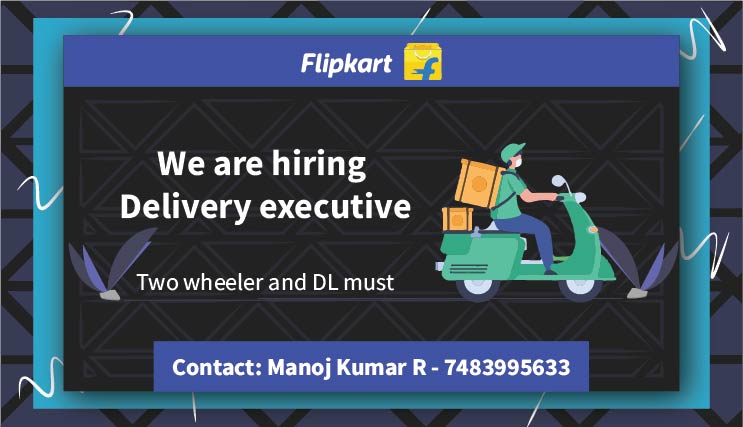 Flipkart
We are hiring
Delivery executive
Two wheeler and DL must
Contact: Manoj Kumar R - 7483995633